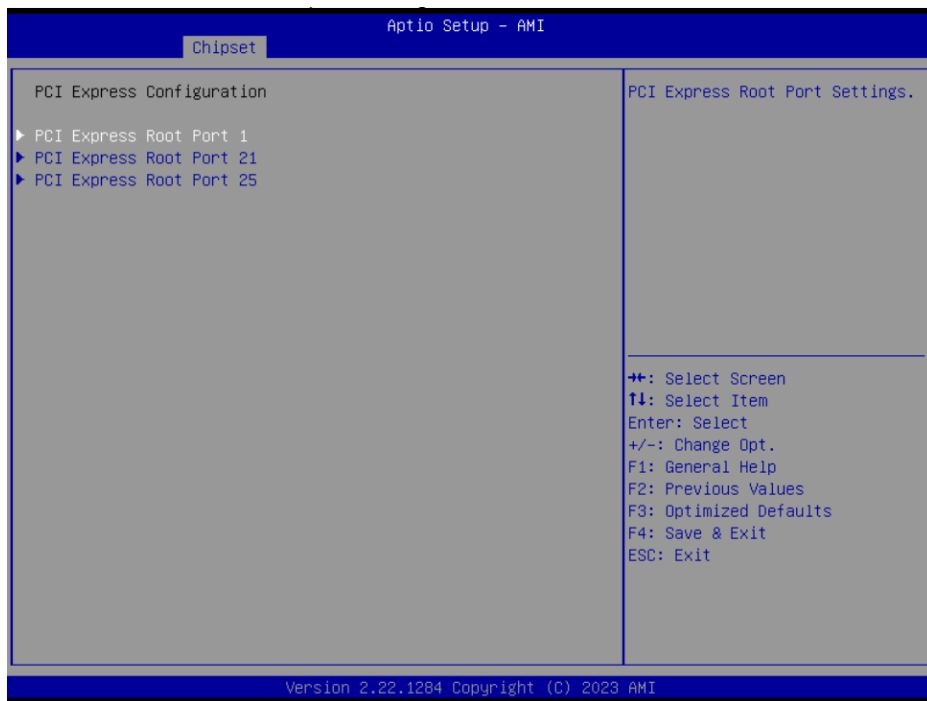 Aptio Setup – AMI
Chipset
PCI Express Configuration
PCI Express Root Port 1
PCI Express Root Port 21
PCI Express Root Port 25
PCI Express Root Port Settings.
→←: Select Screen
↑↓: Select Item
Enter: Select
+/-: Change Opt.
F1: General Help
F2: Previous Values
F3: Optimized Defaults
F4: Save & Exit
ESC: Exit
Version 2.22.1284 Copyright (C) 2023 AMI